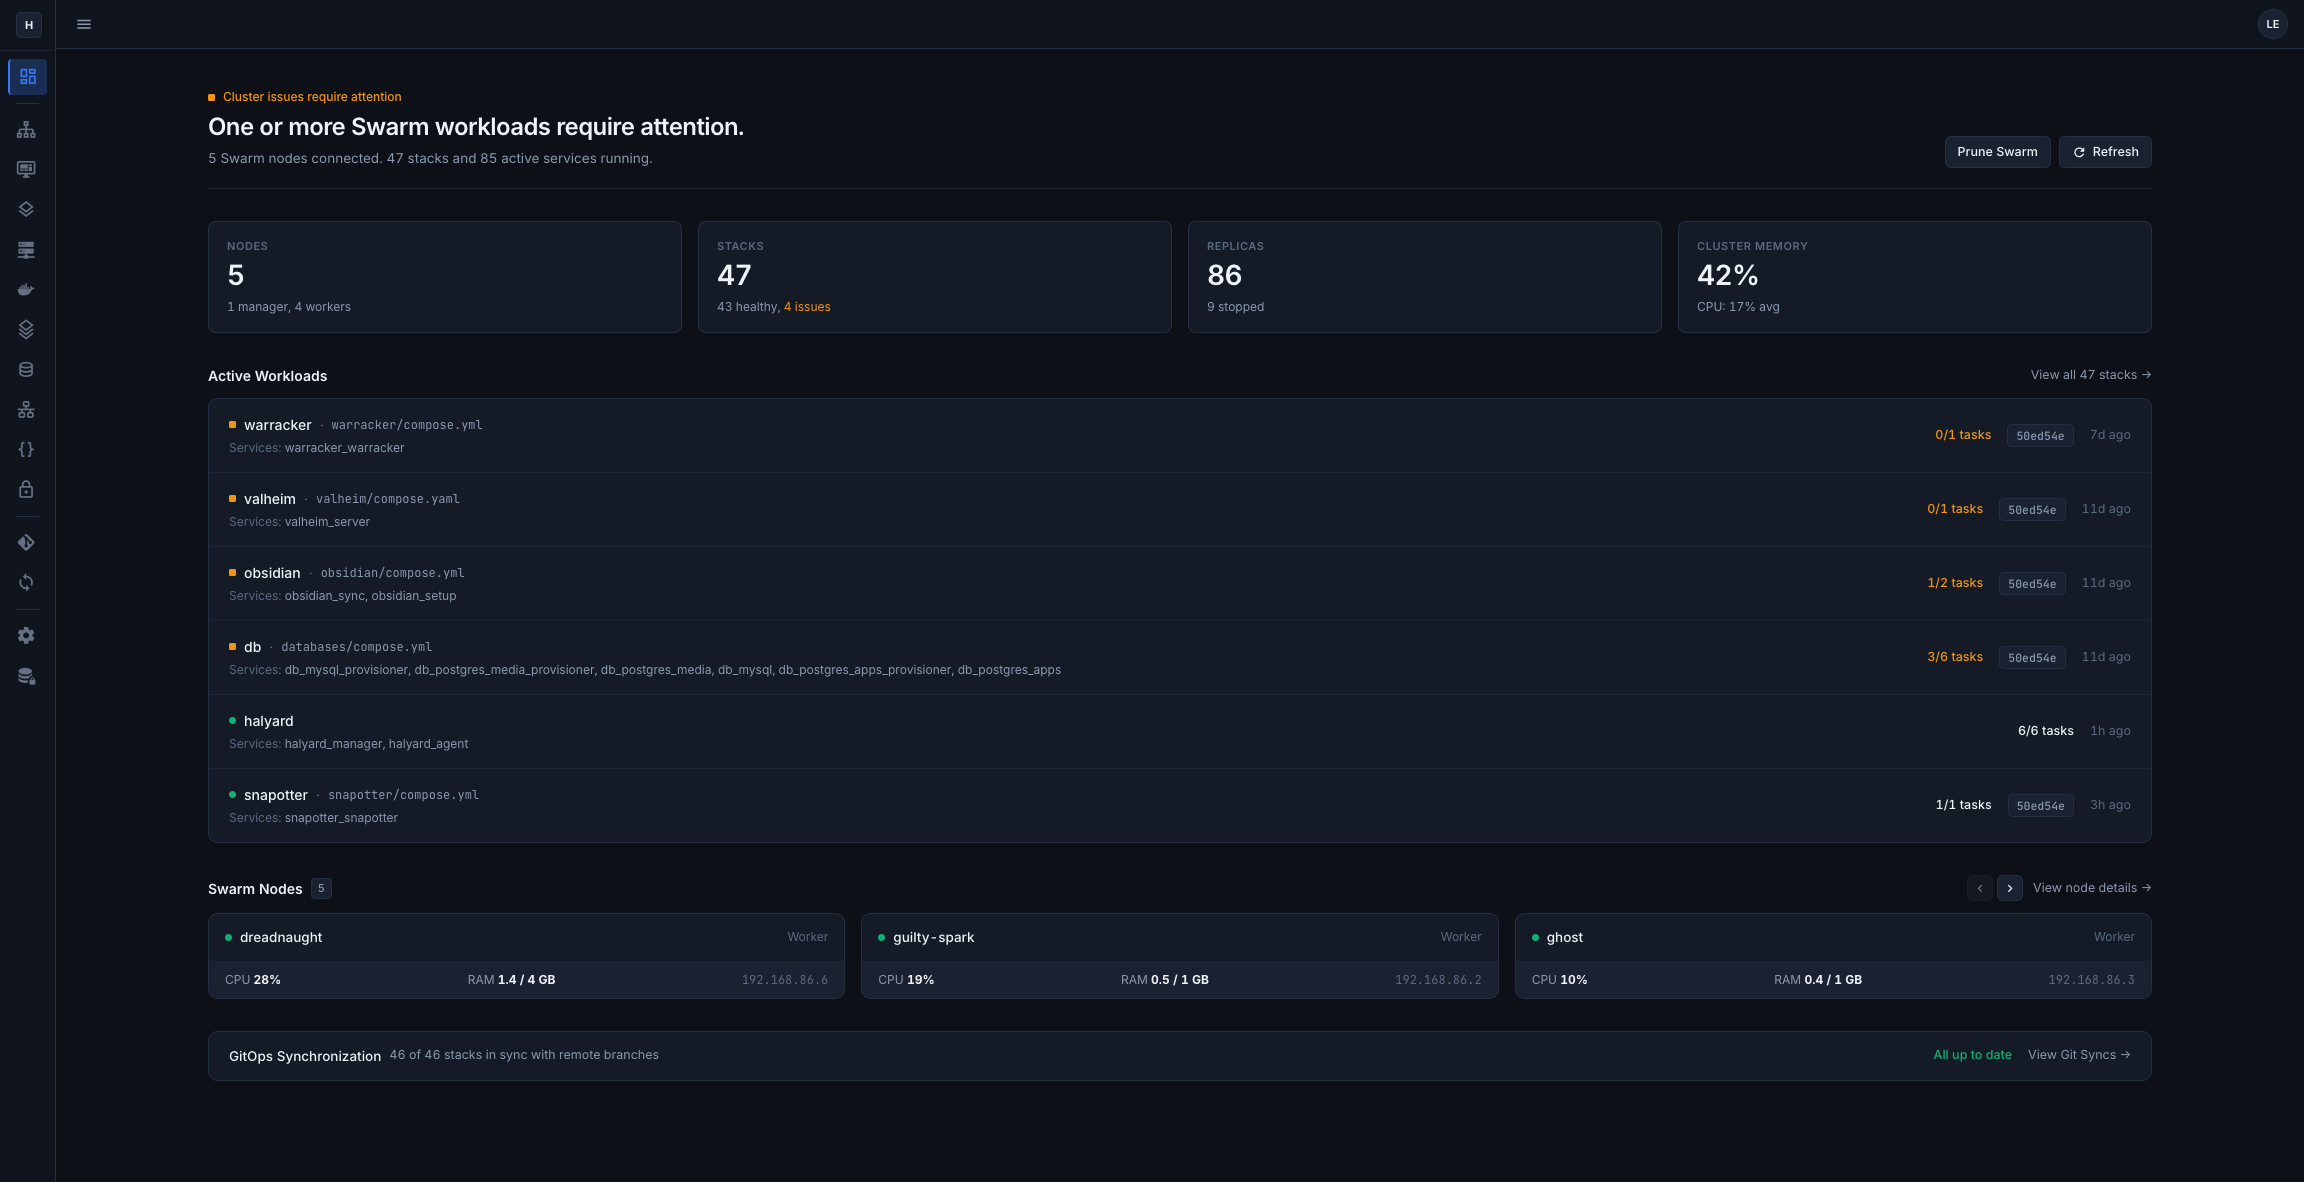 H
LE
Cluster issues require attention
One or more Swarm workloads require attention.
5 Swarm nodes connected. 47 stacks and 85 active services running.
Prune Swarm
Refresh
NODES
5
1 manager, 4 workers
STACKS
47
43 healthy, 4 issues
REPLICAS
86
9 stopped
CLUSTER MEMORY
42%
CPU: 17% avg
Active Workloads
View all 47 stacks →
warracker · warracker/compose.yml
Services: warracker_warracker
0/1 tasks 50ed54e 7d ago
valheim · valheim/compose.yaml
Services: valheim_server
0/1 tasks 50ed54e 11d ago
obsidian · obsidian/compose.yml
Services: obsidian_sync, obsidian_setup
1/2 tasks 50ed54e 11d ago
db · databases/compose.yml
Services: db_mysql_provisioner, db_postgres_media_provisioner, db_postgres_media, db_mysql, db_postgres_apps_provisioner, db_postgres_apps
3/6 tasks 50ed54e 11d ago
halyard
Services: halyard_manager, halyard_agent
6/6 tasks 1h ago
snapotter · snapotter/compose.yml
Services: snapotter_snapotter
1/1 tasks 50ed54e 3h ago
Swarm Nodes 5
View node details →
dreadnaught Worker
CPU 28% RAM 1.4 / 4 GB 192.168.86.6
guilty-spark Worker
CPU 19% RAM 0.5 / 1 GB 192.168.86.2
ghost Worker
CPU 10% RAM 0.4 / 1 GB 192.168.86.3
GitOps Synchronization 46 of 46 stacks in sync with remote branches
All up to date View Git Syncs →